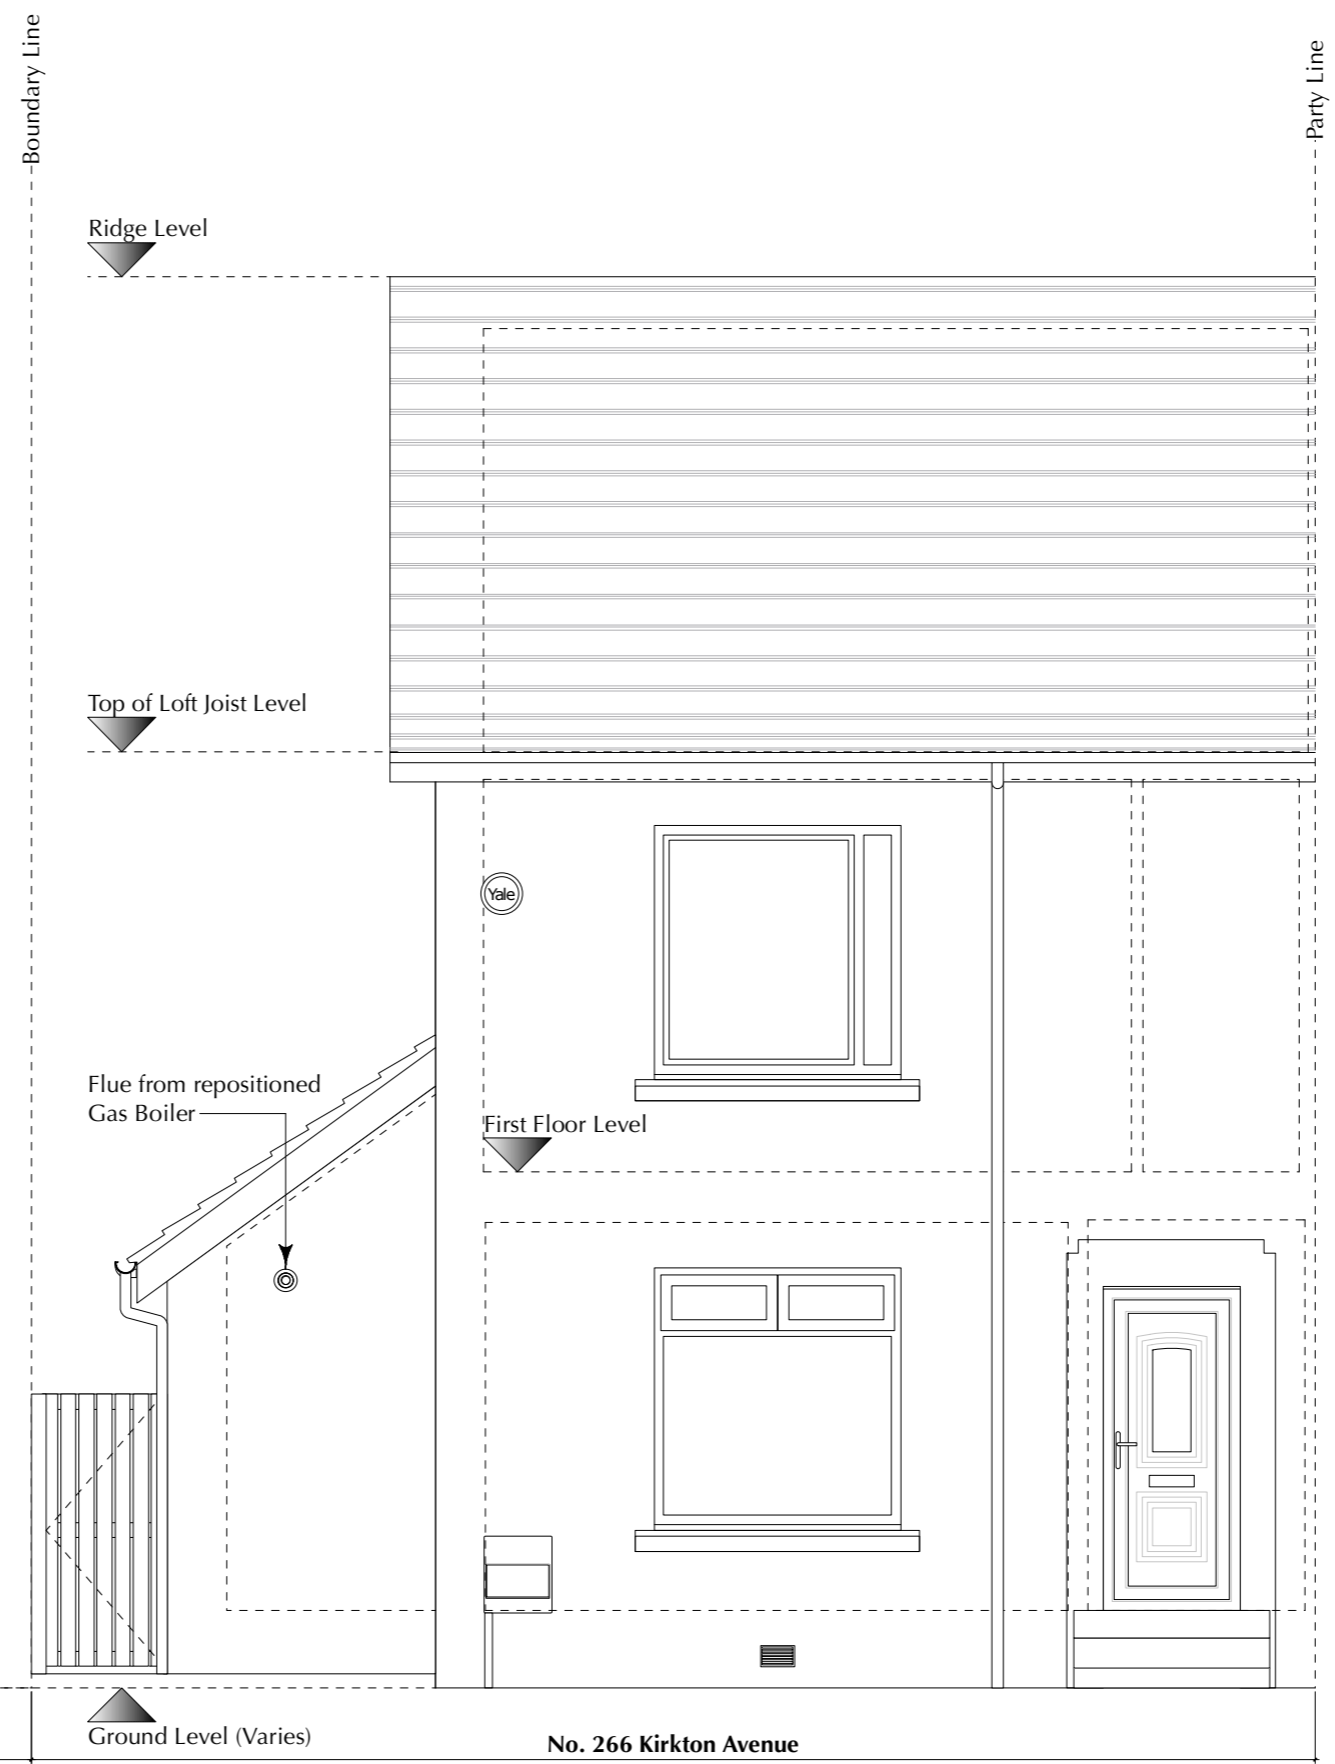 Boundary Line
Party Line
Ridge Level
Top of Loft Joist Level
Yale
Flue from repositioned
Gas Boiler
First Floor Level
Ground Level (Varies)
No. 266 Kirkton Avenue